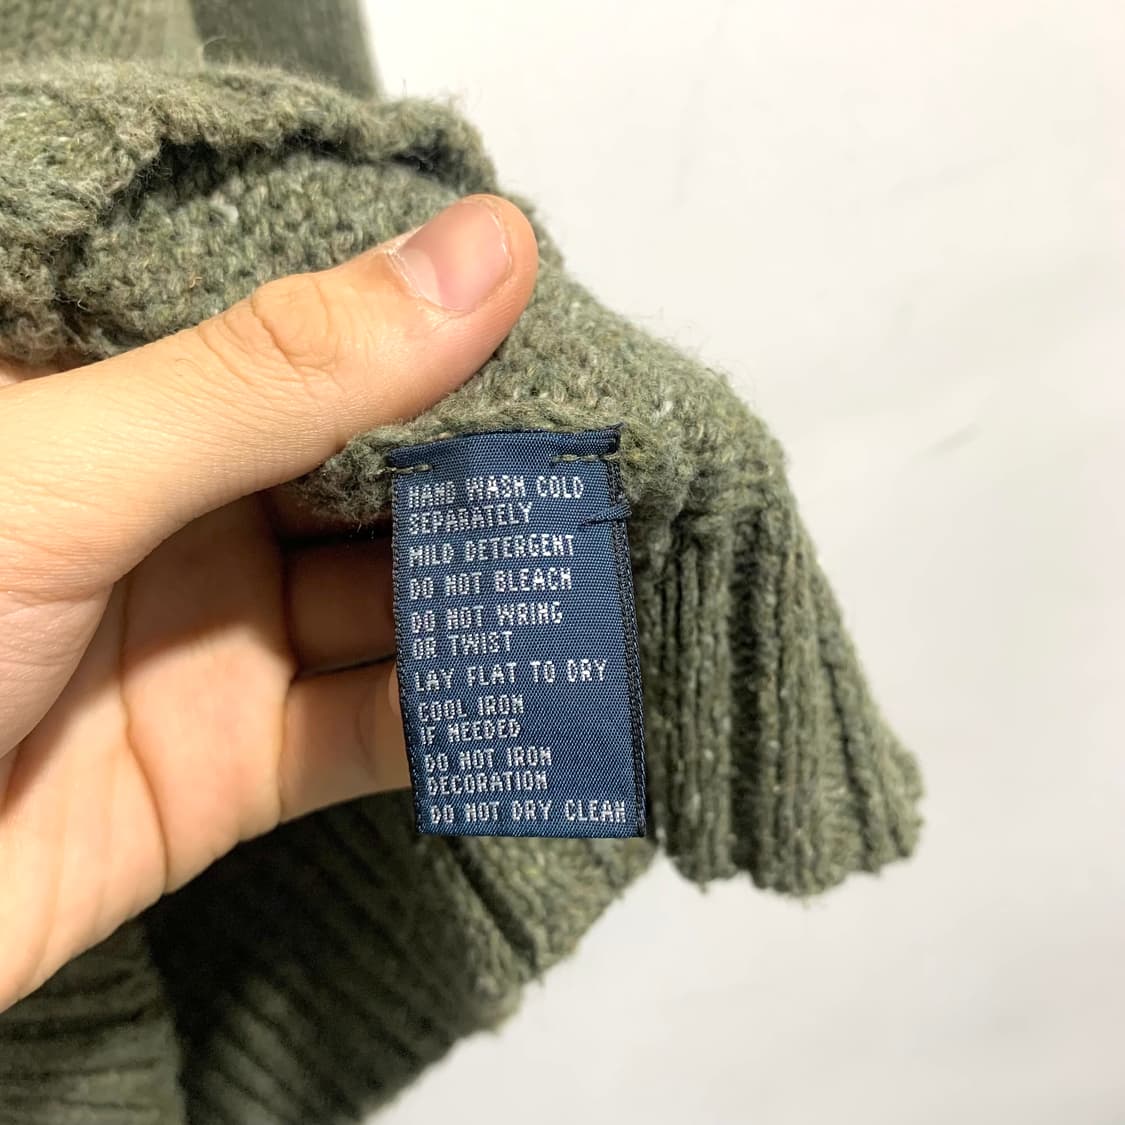 HAND WASH COLD
SEPARATELY
MILD DETERGENT
DO NOT BLEACH
DO NOT WRING
OR TWIST
LAY FLAT TO DRY
COOL IRON
IF NEEDED
DO NOT IRON
DECORATION
DO NOT DRY CLEAN